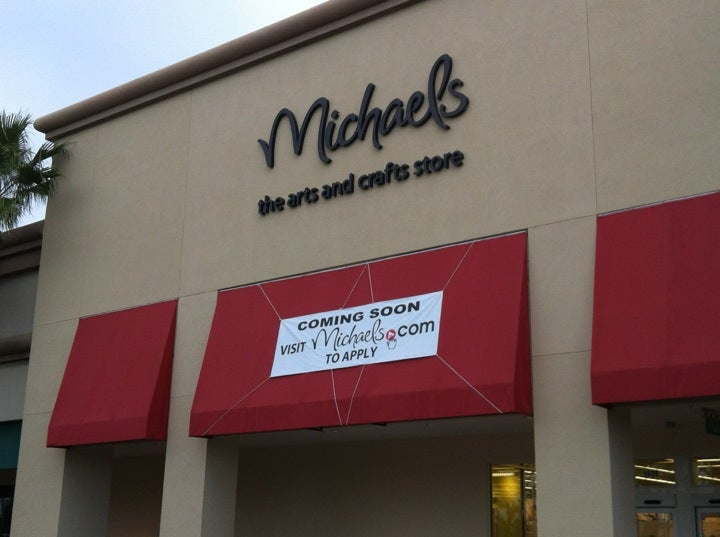 Michaels
the arts and crafts store
COMING SOON
VISIT Michaels.com
TO APPLY